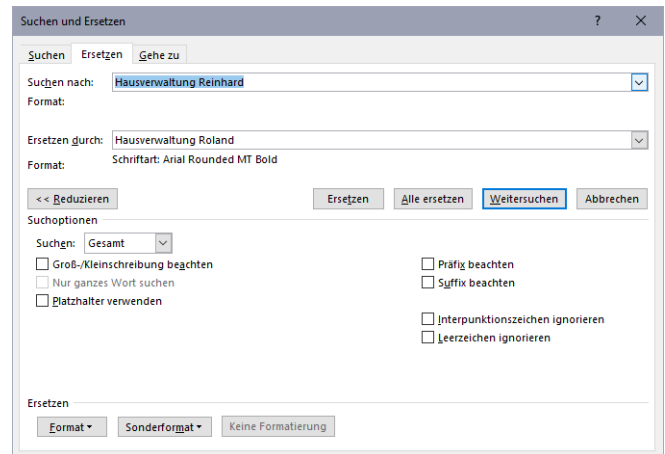 Suchen und Ersetzen ? ×
Suchen Ersetzen Gehe zu
Suchen nach: Hausverwaltung Reinhard
Format:
Ersetzen durch: Hausverwaltung Roland
Format: Schriftart: Arial Rounded MT Bold
<< Reduzieren Ersetzen Alle ersetzen Weitersuchen Abbrechen
Suchoptionen
Suchen: Gesamt
Groß-/Kleinschreibung beachten Präfix beachten
Nur ganzes Wort suchen Suffix beachten
Platzhalter verwenden
Interpunktionszeichen ignorieren
Leerzeichen ignorieren
Ersetzen
Format Sonderformat Keine Formatierung